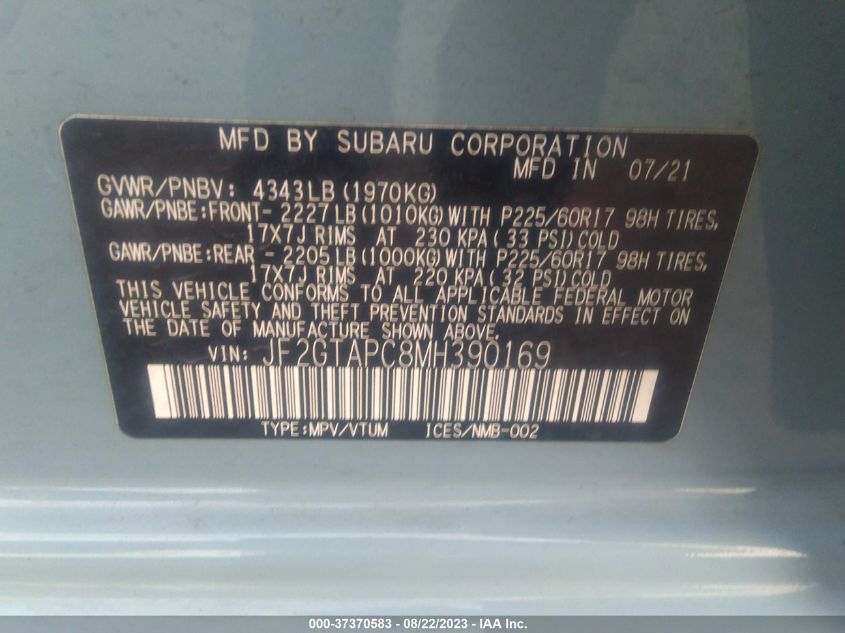 MFD BY SUBARU CORPORATION
MFD IN 07/21
GVWR/PNBV: 4343LB (1970KG)
GAWR/PNBE:FRONT- 2227 LB (1010KG) WITH P225/60R17 98H TIRES,
17X7J RIMS AT 230 KPA ( 33 PSI) COLD
GAWR/PNBE:REAR - 2205 LB (1000KG) WITH P225/60R17 98H TIRES,
17X7J RIMS AT 220 KPA ( 32 PSI) COLD
THIS VEHICLE CONFORMS TO ALL APPLICABLE FEDERAL MOTOR
VEHICLE SAFETY AND THEFT PREVENTION STANDARDS IN EFFECT ON
THE DATE OF MANUFACTURE SHOWN ABOVE.
VIN: JF2GTAPC8MH390169
TYPE:MPV/VTUM ICES/NMB-002
000-37370583 - 08/22/2023 - IAA Inc.